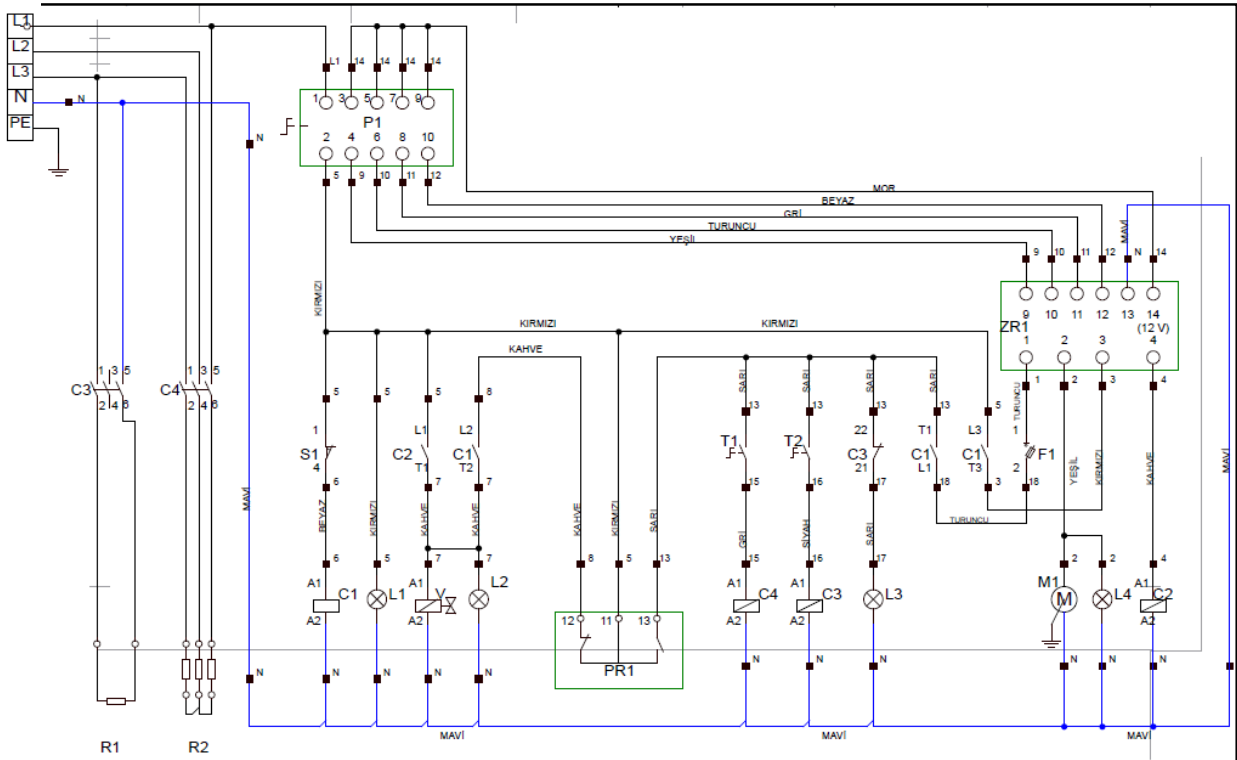 L1
L2
L3
N
PE
N
N
L1 14 14 14 14
1 3 5 7 9
P1
2 4 6 8 10
5 9 10 11 12
MOR
BEYAZ
GRİ
TURUNCU
YEŞİL
MAVİ
9 10 11 12 N 14
9 10 11 12 13 14
(12 V)
ZR1
1 2 3 4
1 2 3 4
KIRMIZI
KIRMIZI
KIRMIZI
KAHVE
SARI SARI SARI SARI
1 3 5
C3
2 4 6
1 3 5
C4
2 4 6
5 5 5 8
13 13 13 13 5
TURUNCU
1
S1
4
L1
C2
T1
L2
C1
T2
T1
T2
22
C3
21
T1
C1
L1
L3
C1
T3
1
F1
2
6 7 7
15 16 17 18 3 18
MAVİ
BEYAZ
KIRMIZI
KAHVE
KAHVE
KAHVE
KIRMIZI
SARI
GRİ
SİYAH
SARI
TURUNCU
YEŞİL
KIRMIZI
KAHVE
MAVİ
6 5 7 7 8 5 13 15 16 17 2 2 4
A1
C1
A2
L1
A1
V
A2
L2
12 11 13
PR1
A1
C4
A2
A1
C3
A2
L3
M1
M
L4
A1
C2
A2
N N N N N N N N N N N
MAVİ
MAVİ
MAVİ
R1
R2